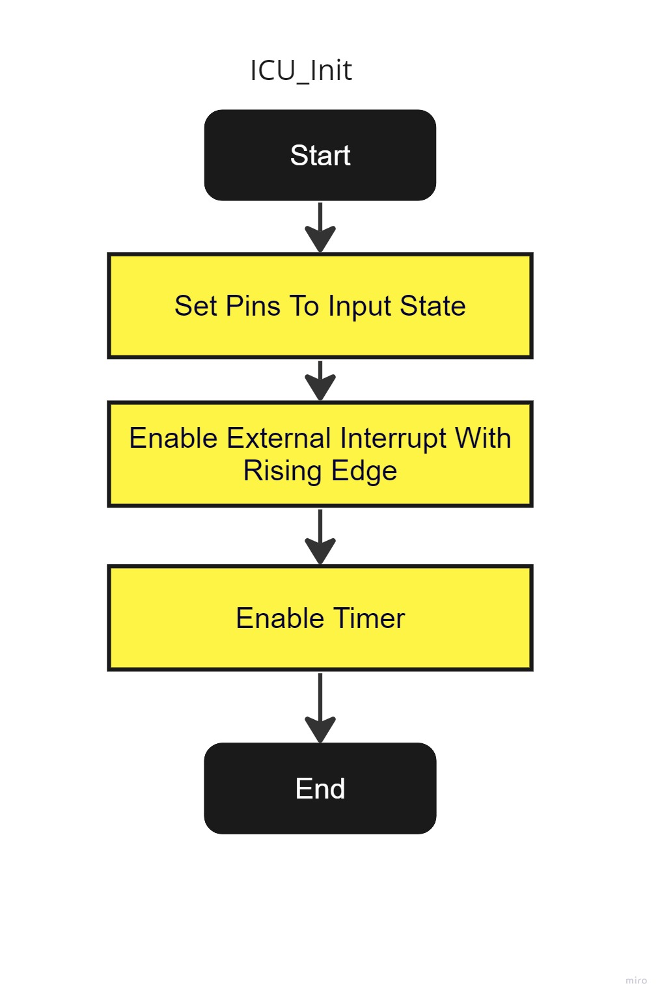 ICU_Init
Start
Set Pins To Input State
Enable External Interrupt With
Rising Edge
Enable Timer
End
miro